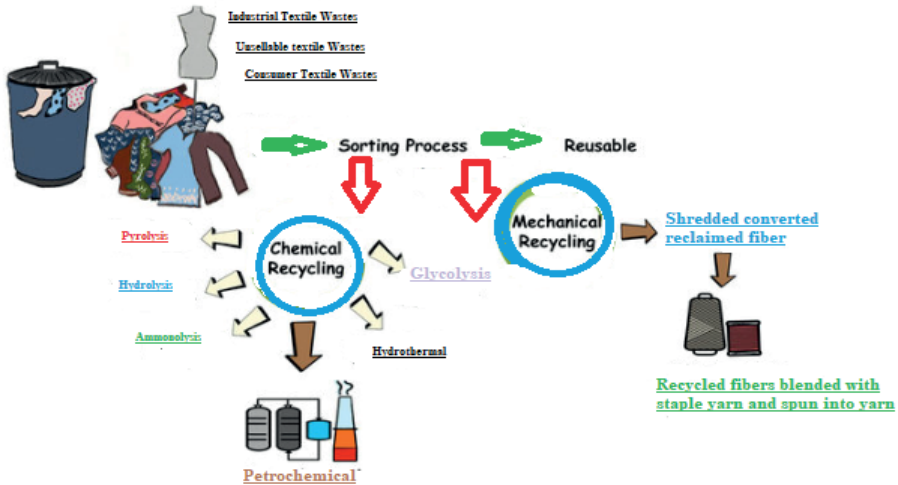 Industrial Textile Wastes
Unsellable textile Wastes
Consumer Textile Wastes
Sorting Process
Reusable
Pyrolysis
Hydrolysis
Ammonolysis
Chemical
Recycling
Glycolysis
Hydrothermal
Petrochemical
Mechanical
Recycling
Shredded converted
reclaimed fiber
Recycled fibers blended with
staple yarn and spun into yarn